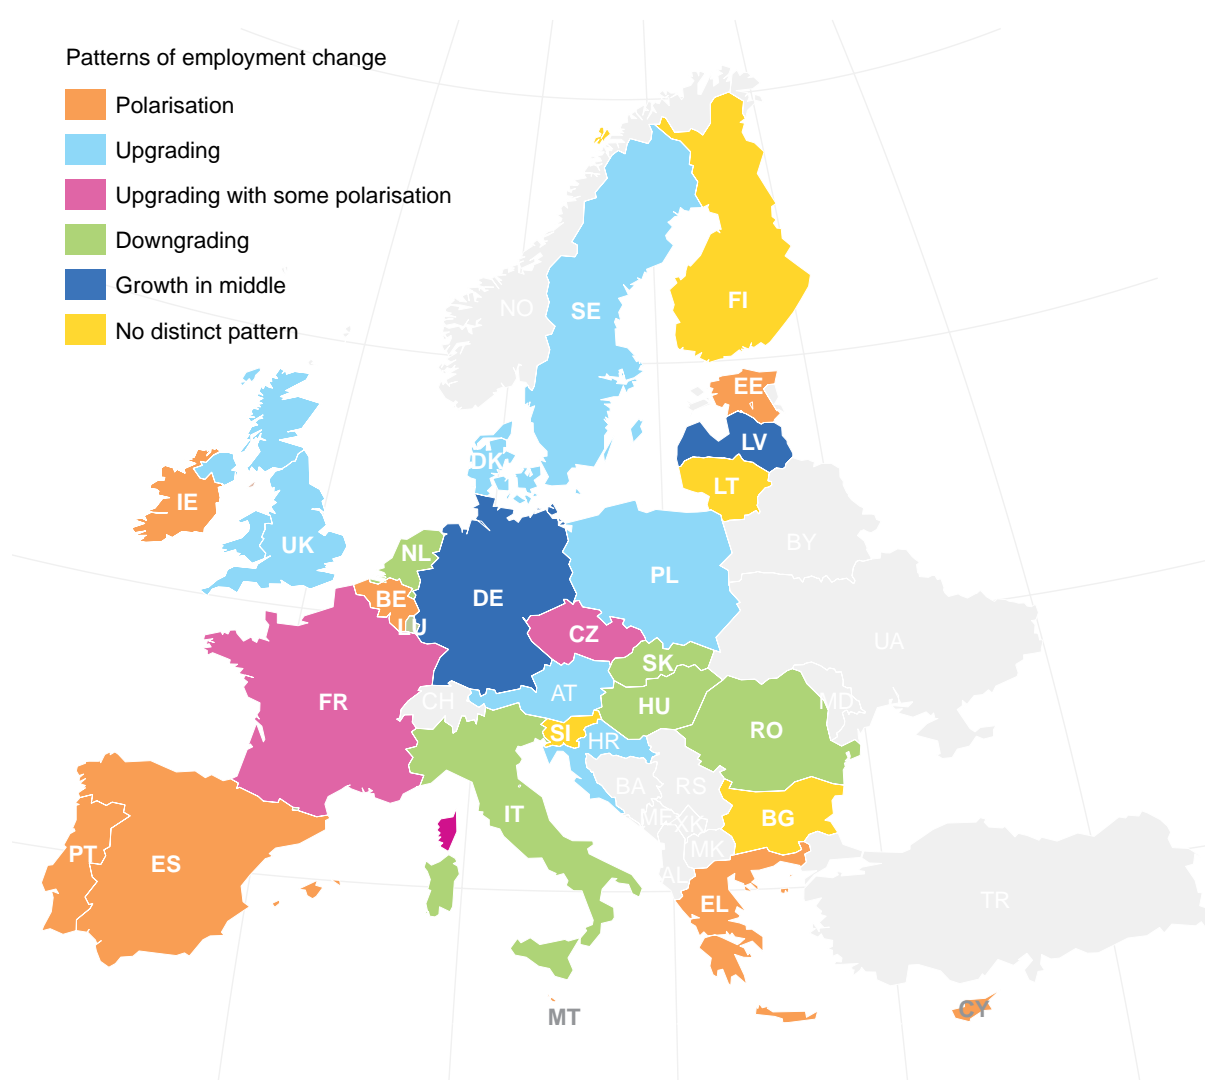 Patterns of employment change
Polarisation
Upgrading
Upgrading with some polarisation
Downgrading
Growth in middle
No distinct pattern
NO
SE
FI
EE
LV
DK
LT
IE
UK
NL
BY
PL
BE
DE
LU
CZ
UA
SK
FR
CH
AT
HU
MD
RO
SI
HR
BA
RS
IT
ME
XK
BG
MK
PT
ES
AL
EL
TR
MT
CY